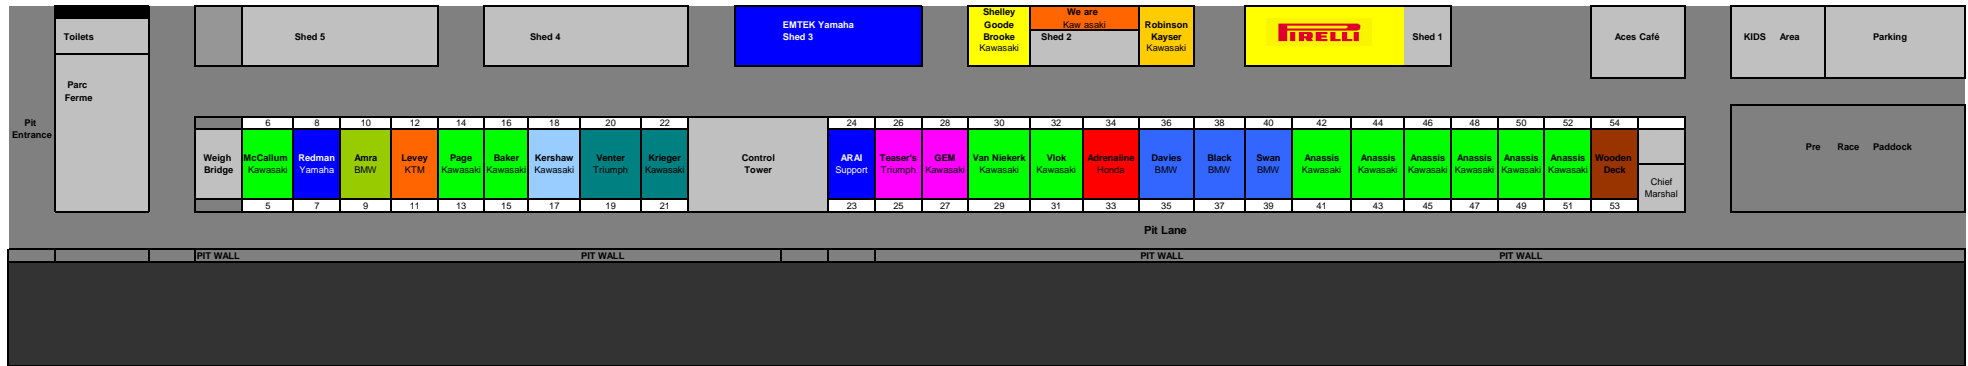 Toilets
Parc
Ferme
Pit
Entrance
Shed 5
Shed 4
EMTEK Yamaha
Shed 3
Shelley
Goode
Brooke
Kawasaki
We are
Kaw asaki
Shed 2
Robinson
Kayser
Kawasaki
PIRELLI
Shed 1
Aces Café
KIDS Area
Parking
6 8 10 12 14 16 18 20 22
24 26 28 30 32 34 36 38 40 42 44 46 48 50 52 54
Weigh
Bridge
McCallum
Kawasaki
Redman
Yamaha
Amra
BMW
Levey
KTM
Page
Kawasaki
Baker
Kawasaki
Kershaw
Kawasaki
Venter
Triumph
Krieger
Kawasaki
Control
Tower
ARAI
Support
Teaser's
Triumph
GEM
Kawasaki
Van Niekerk
Kawasaki
Vlok
Kawasaki
Adrenaline
Honda
Davies
BMW
Black
BMW
Swan
BMW
Anassis
Kawasaki
Anassis
Kawasaki
Anassis
Kawasaki
Anassis
Kawasaki
Anassis
Kawasaki
Anassis
Kawasaki
Wooden
Deck
Chief
Marshal
Pre Race Paddock
5 7 9 11 13 15 17 19 21
23 25 27 29 31 33 35 37 39 41 43 45 47 49 51 53
Pit Lane
PIT WALL PIT WALL PIT WALL PIT WALL